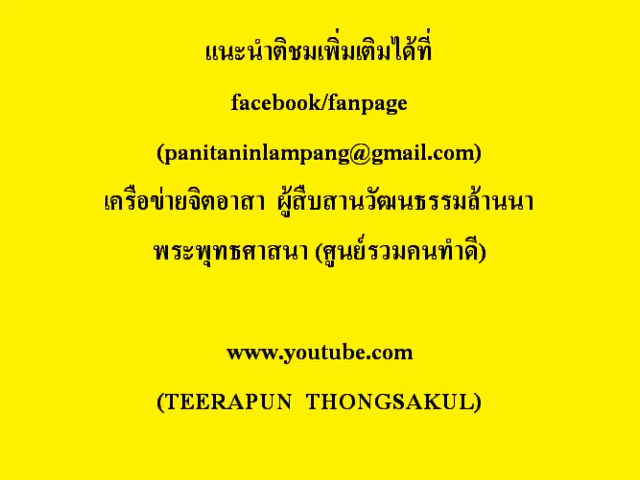 แนะนำติชมเพิ่มเติมได้ที่
facebook/fanpage
(panitaninlampang@gmail.com)
เครือข่ายจิตอาสา ผู้สืบสานวัฒนธรรมล้านนา
พระพุทธศาสนา (ศูนย์รวมคนทำดี)
www.youtube.com
(TEERAPUN THONGSAKUL)